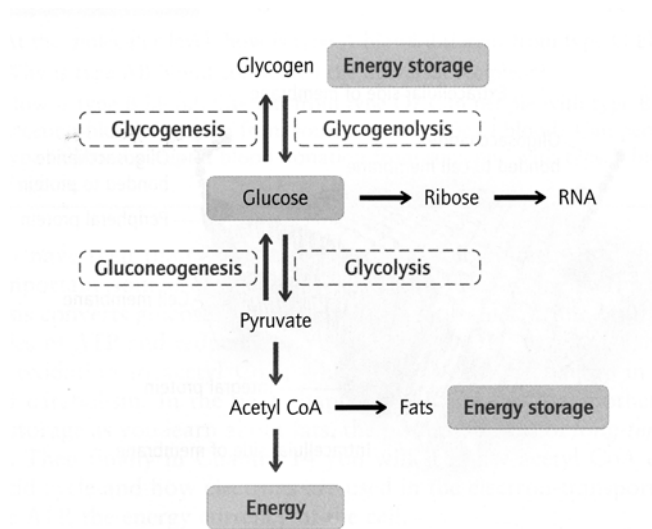 Glycogen Energy storage
Glycogenesis Glycogenolysis
Glucose Ribose RNA
Gluconeogenesis Glycolysis
Pyruvate
Acetyl CoA Fats Energy storage
Energy